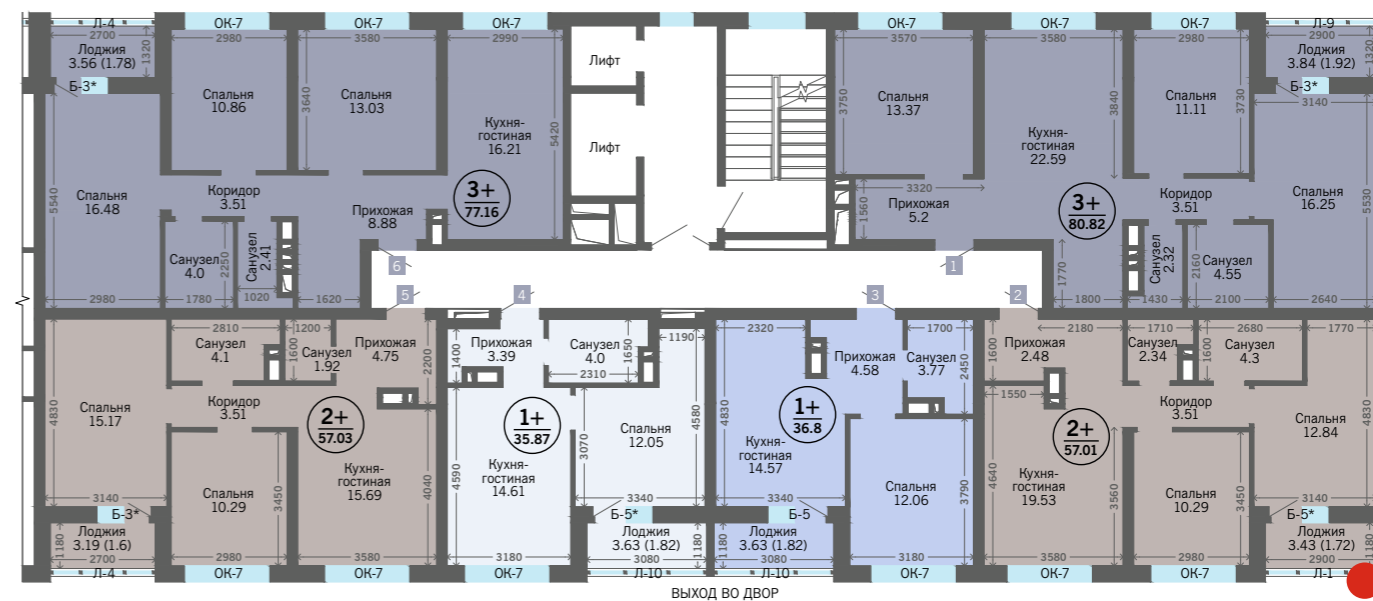 Л-4
ОК-7
ОК-7
ОК-7
ОК-7
ОК-7
ОК-7
Л-9
2700
2980
3580
2990
3570
3580
2980
2900
Лоджия
3.56 (1.78)
1320
Лифт
Лоджия
3.84 (1.92)
1320
Б-3*
Б-3*
3140
Спальня
10.86
3640
Спальня
13.03
Кухня-
гостиная
16.21
5420
Лифт
3750
Спальня
13.37
Кухня-
гостиная
22.59
3840
Спальня
11.11
3730
5540
Спальня
16.48
Коридор
3.51
Прихожая
8.88
3+
77.16
3320
1560
Прихожая
5.2
3+
80.82
Коридор
3.51
Спальня
16.25
5530
Санузел
4.0
2250
Санузел
2.41
1770
Санузел
2.32
2160
Санузел
4.55
6
1
2980
1780
1020
1620
1800
1430
2100
2640
5
4
3
2
2810
1200
1190
2320
1700
2180
1710
2680
1770
Санузел
4.1
1600
Санузел
1.92
Прихожая
4.75
2200
1400
Прихожая
3.39
Санузел
4.0
1650
2310
Прихожая
4.58
Санузел
3.77
2450
1600
Прихожая
2.48
Санузел
2.34
1600
Санузел
4.3
1550
4830
Спальня
15.17
Коридор
3.51
2+
57.03
1+
35.87
Спальня
12.05
4580
4830
1+
36.8
2+
57.01
Коридор
3.51
Спальня
12.84
4830
3070
Кухня-
гостиная
14.57
Кухня-
гостиная
15.69
4040
4590
Кухня-
гостиная
14.61
Спальня
10.29
3450
Спальня
12.06
3790
4640
Кухня-
гостиная
19.53
3560
Спальня
10.29
3450
3140
3340
3340
3140
Б-3*
Б-5*
Б-5
Б-5*
1180
Лоджия
3.19 (1.6)
Лоджия
3.63 (1.82)
1180
1180
Лоджия
3.63 (1.82)
1180
Лоджия
3.43 (1.72)
2700
2980
3580
3180
3080
3080
3180
3580
2980
2900
Л-4
ОК-7
ОК-7
ОК-7
Л-10
Л-10
ОК-7
ОК-7
ОК-7
Л-1
ВЫХОД ВО ДВОР